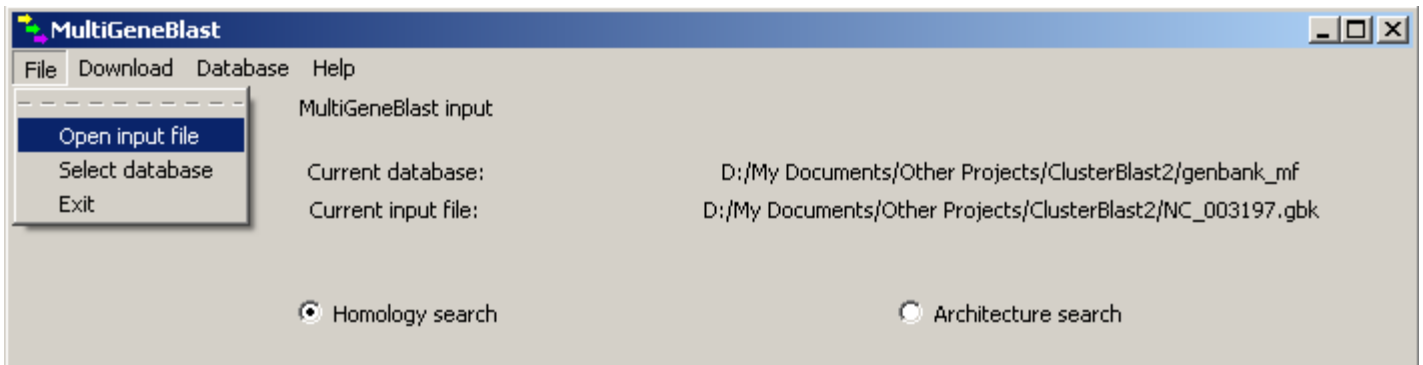 MultiGeneBlast
File Download Database Help
MultiGeneBlast input
Open input file
Select database
Exit
Current database: D:/My Documents/Other Projects/ClusterBlast2/genbank_mf
Current input file: D:/My Documents/Other Projects/ClusterBlast2/NC_003197.gbk
Homology search Architecture search